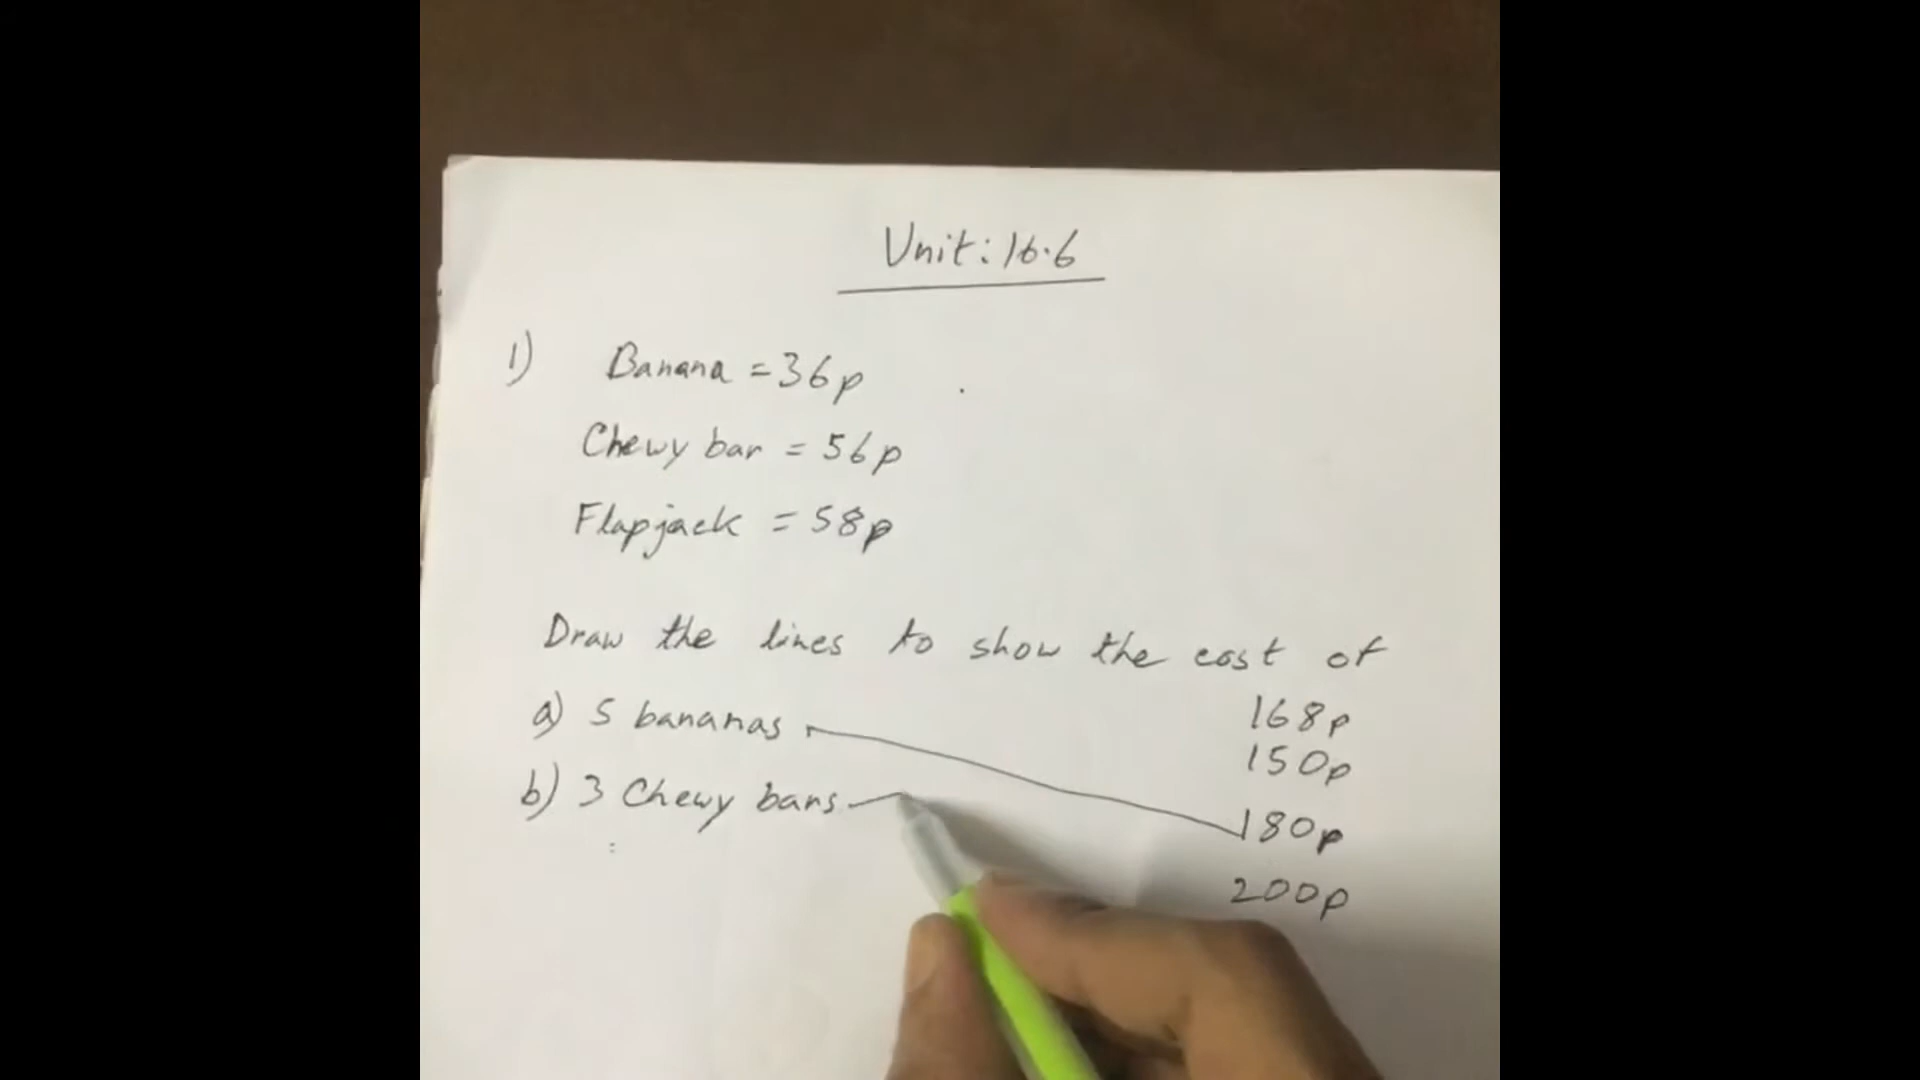 Unit: 16.6
1) Banana = 36p
Chewy bar = 56p
Flapjack = 58p
Draw the lines to show the cost of
a) 5 bananas 168p
150p
b) 3 Chewy bars 180p
200p